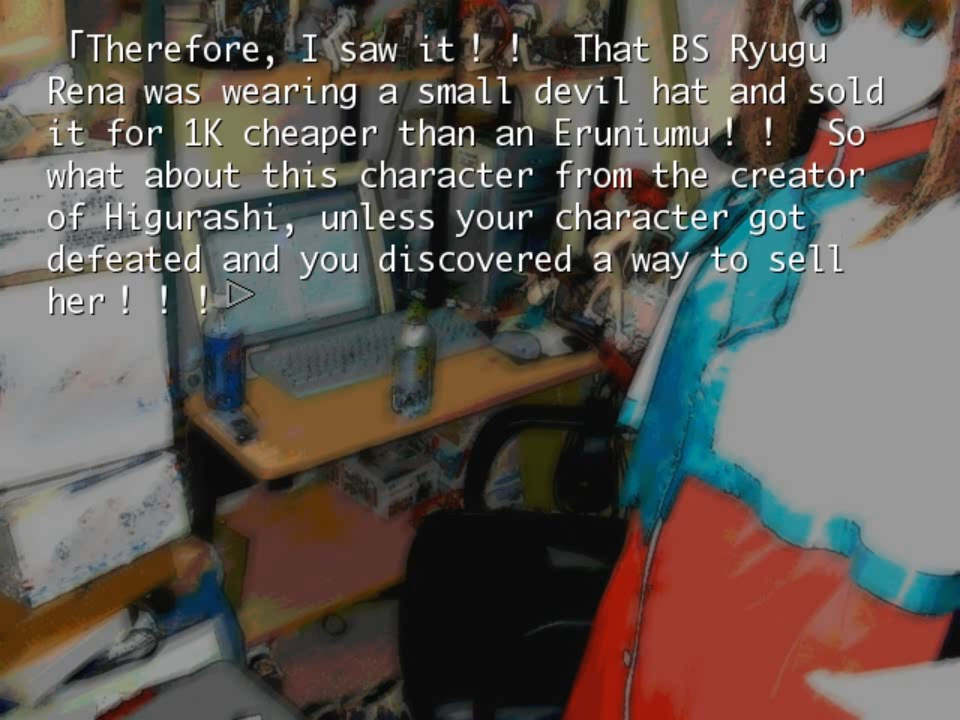 「Therefore, I saw it！！ That BS Ryugu
Rena was wearing a small devil hat and sold
it for 1K cheaper than an Eruniumu！！ So
what about this character from the creator
of Higurashi, unless your character got
defeated and you discovered a way to sell
her！！！